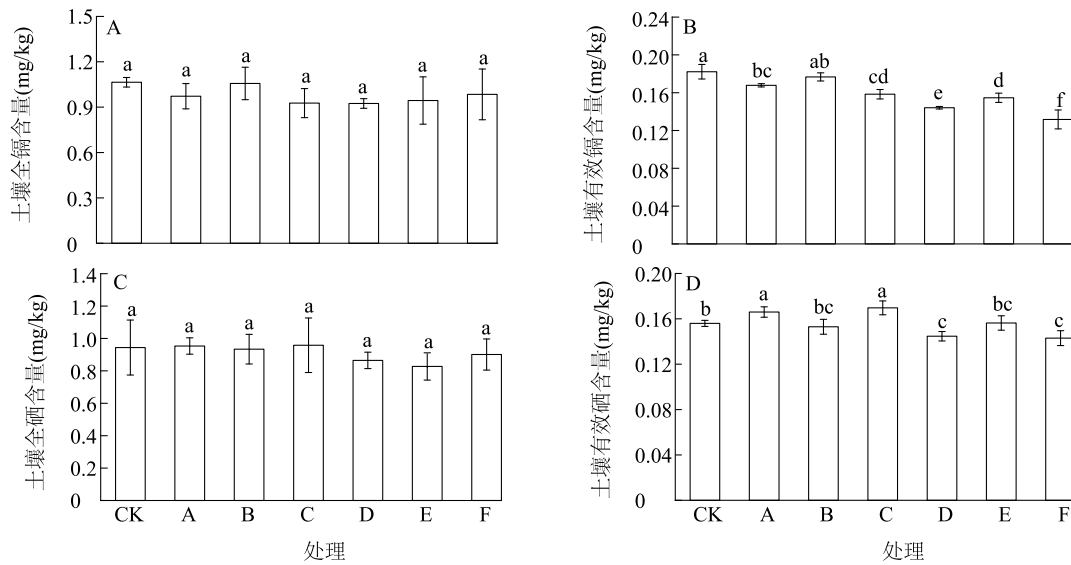 A
土壤全镉含量(mg/kg)
1.5
1.2
0.9
0.6
0.3
0
a a a a a a a
B
土壤有效镉含量(mg/kg)
0.24
0.20
0.16
0.12
0.08
0.04
0
a bc ab cd e d f
C
土壤全硒含量(mg/kg)
1.4
1.2
1.0
0.8
0.6
0.4
0.2
0
a a a a a a a
CK A B C D E F
处理
D
土壤有效硒含量(mg/kg)
0.20
0.16
0.12
0.08
0.04
0
b a bc a c bc c
CK A B C D E F
处理